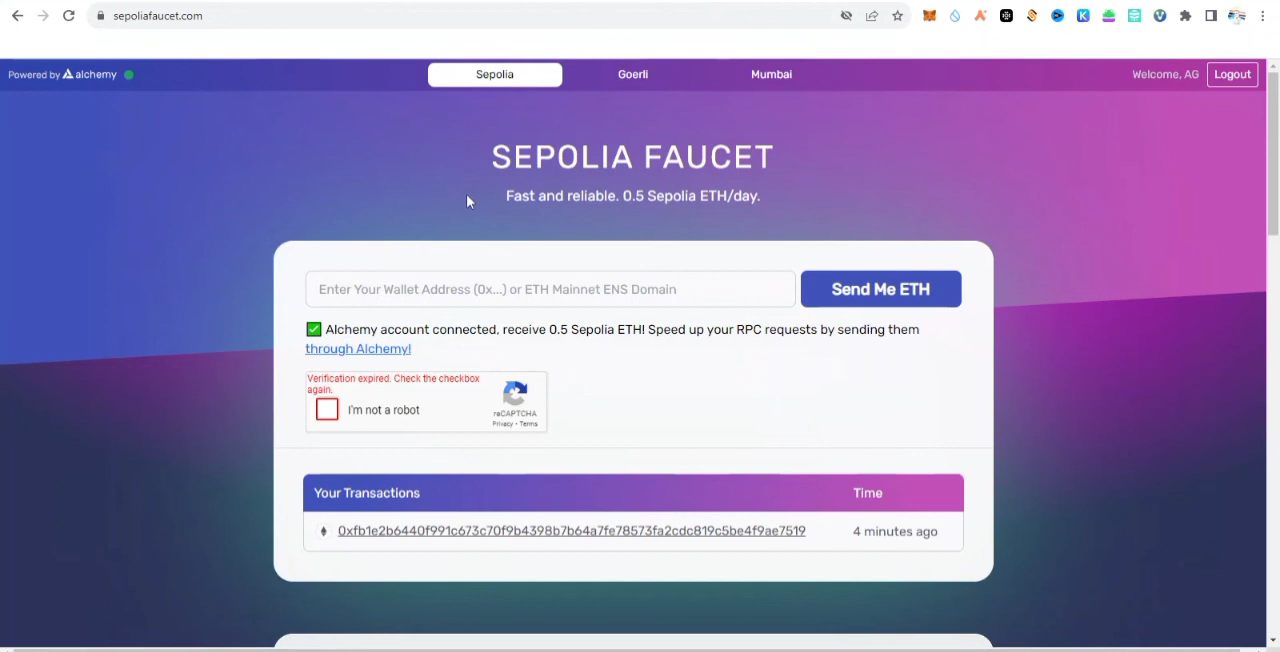 sepoliafaucet.com
Powered by alchemy
Sepolia
Goerli
Mumbai
Welcome, AG
Logout
SEPOLIA FAUCET
Fast and reliable. 0.5 Sepolia ETH/day.
Enter Your Wallet Address (0x...) or ETH Mainnet ENS Domain
Send Me ETH
Alchemy account connected, receive 0.5 Sepolia ETH! Speed up your RPC requests by sending them
through Alchemy!
Verification expired. Check the checkbox
again.
I'm not a robot
reCAPTCHA
Privacy - Terms
Your Transactions
Time
0xfb1e2b6440f991c673c70f9b4398b7b64a7fe78573fa2cdc819c5be4f9ae7519
4 minutes ago